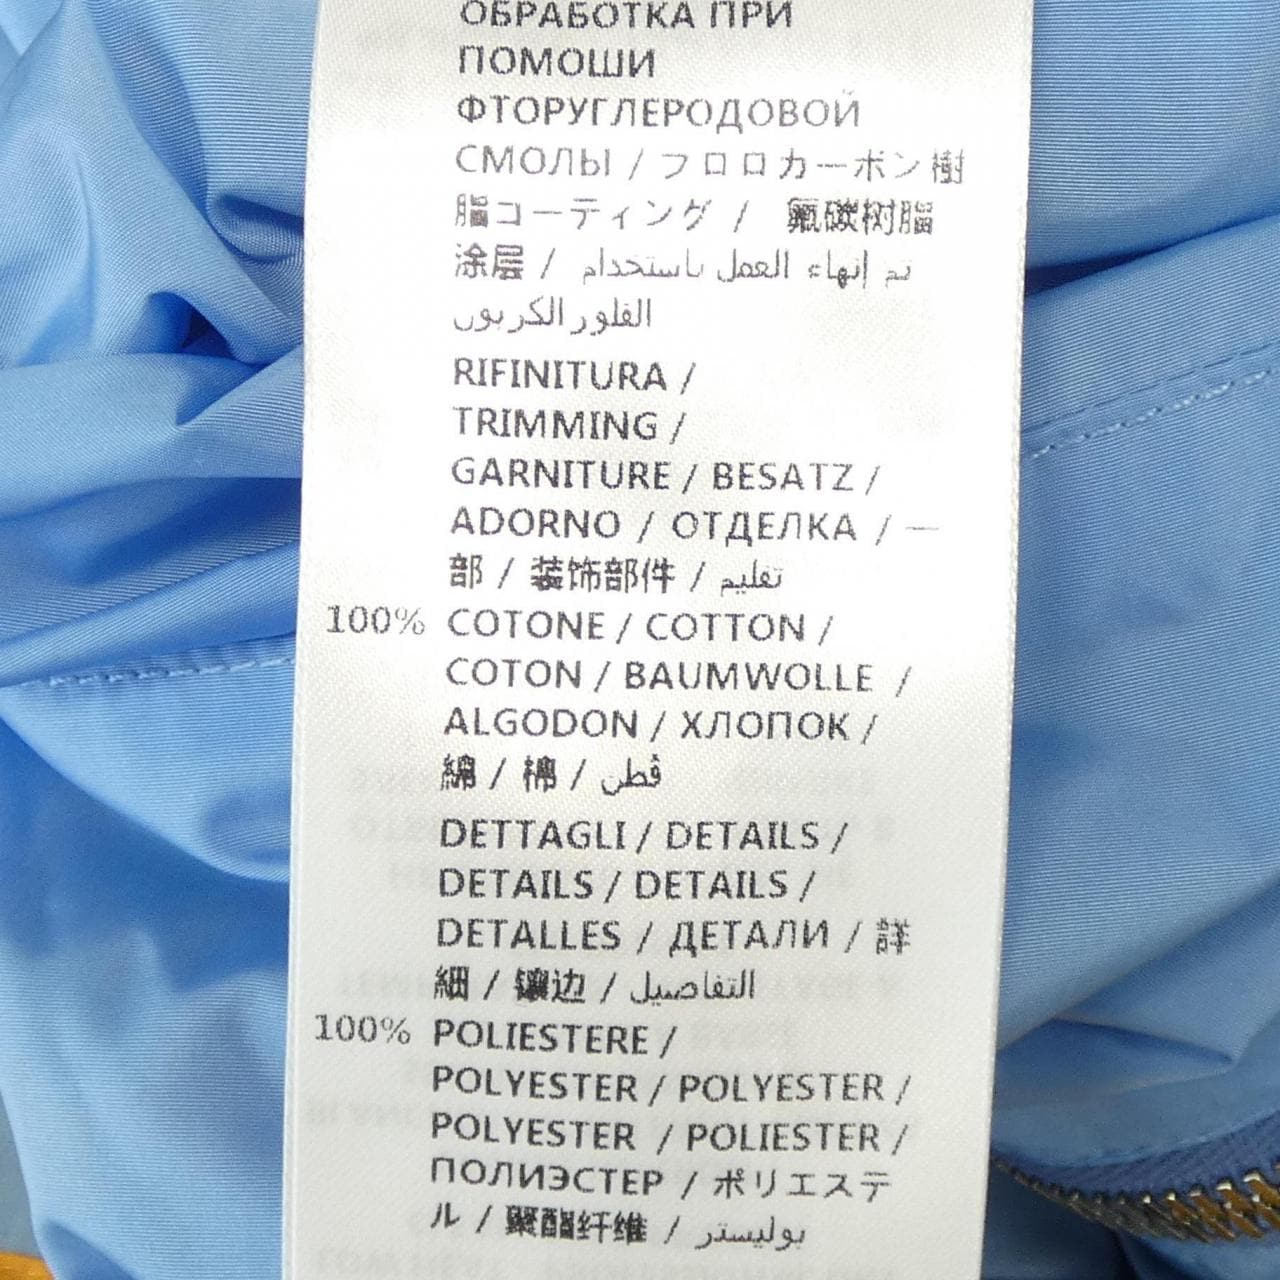 ОБРАБОТКА ПРИ
ПОМОШИ
ФТОРУГЛЕРОДОВОЙ
СМОЛЫ / フロロカーボン樹
脂コーティング / 氟碳树脂
涂层 / تم إنهاء العمل باستخدام
الفلور الكربون
RIFINITURA /
TRIMMING /
GARNITURE / BESATZ /
ADORNO / ОТДЕЛКА / 一
部 / 装饰部件 / تقليم
100% COTONE / COTTON /
COTON / BAUMWOLLE /
ALGODON / ХЛОПОК /
綿 / 棉 / قطن
DETTAGLI / DETAILS /
DETAILS / DETAILS /
DETALLES / ДЕТАЛИ / 詳
細 / 镶边 / التفاصيل
100% POLIESTERE /
POLYESTER / POLYESTER /
POLYESTER / POLIESTER /
ПОЛИЭСТЕР / ポリエステ
ル / 聚酯纤维 / بوليستر